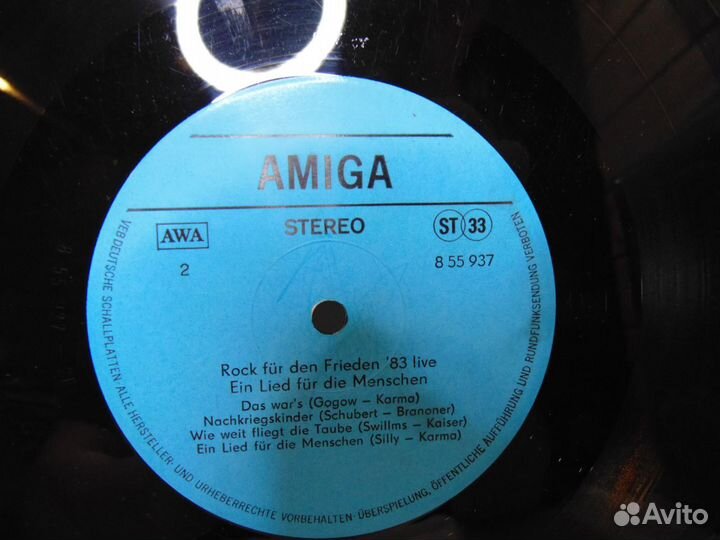 AMIGA
AWA
STEREO
ST 33
2
8 55 937
Rock für den Frieden '83 live
Ein Lied für die Menschen
Das war's (Gogow – Karma)
Nachkriegskinder (Schubert – Branoner)
Wie weit fliegt die Taube (Swillms – Kaiser)
Ein Lied für die Menschen (Silly – Karma)
VEB DEUTSCHE SCHALLPLATTEN · ALLE HERSTELLER- UND URHEBERRECHTE VORBEHALTEN · ÜBERSPIELUNG, ÖFFENTLICHE AUFFÜHRUNG UND RUNDFUNKSENDUNG VERBOTEN
Avito